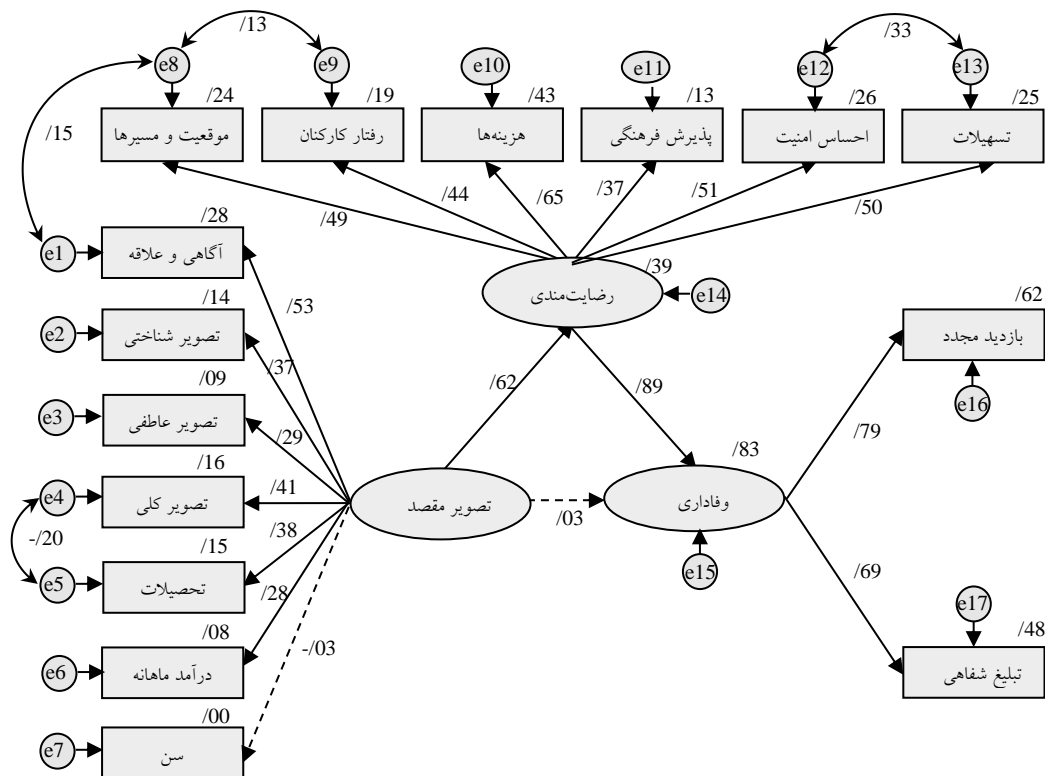 /13
e8
e9
e10
e11
/33
e12
e13
/15
/24
/19
/43
/13
/26
/25
موقعیت و مسیرها
رفتار کارکنان
هزینه‌ها
پذیرش فرهنگی
احساس امنیت
تسهیلات
/49
/44
/65
/37
/51
/50
/28
e1
آگاهی و علاقه
/39
رضایت‌مندی
e14
/53
/14
e2
تصویر شناختی
/37
/62
بازدید مجدد
e16
/62
/89
/09
e3
تصویر عاطفی
/29
/79
/16
e4
تصویر کلی
/41
تصویر مقصد
/03
/83
وفاداری
e15
-/20
/38
/15
e5
تحصیلات
/28
/69
e17
/48
تبلیغ شفاهی
/08
e6
درآمد ماهانه
-/03
/00
e7
سن